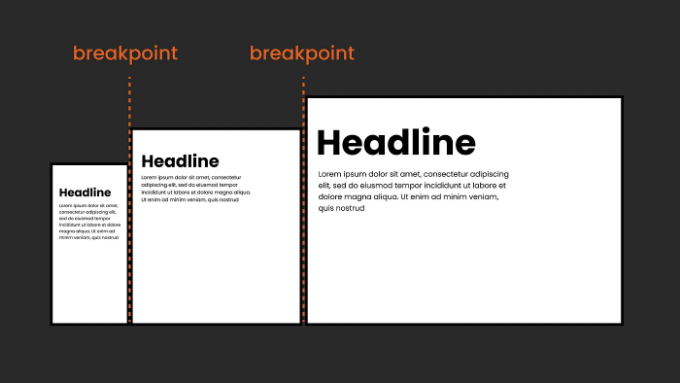 breakpoint
breakpoint
Headline
Lorem ipsum dolor sit amet,
consectetur adipiscing elit,
sed do eiusmod tempor
incididunt ut labore et dolore
magna aliqua. Ut enim ad
minim veniam, quis nostrud
Headline
Lorem ipsum dolor sit amet, consectetur
adipiscing elit, sed do eiusmod tempor
incididunt ut labore et dolore magna aliqua.
Ut enim ad minim veniam, quis nostrud
Headline
Lorem ipsum dolor sit amet, consectetur adipiscing
elit, sed do eiusmod tempor incididunt ut labore et
dolore magna aliqua. Ut enim ad minim veniam,
quis nostrud